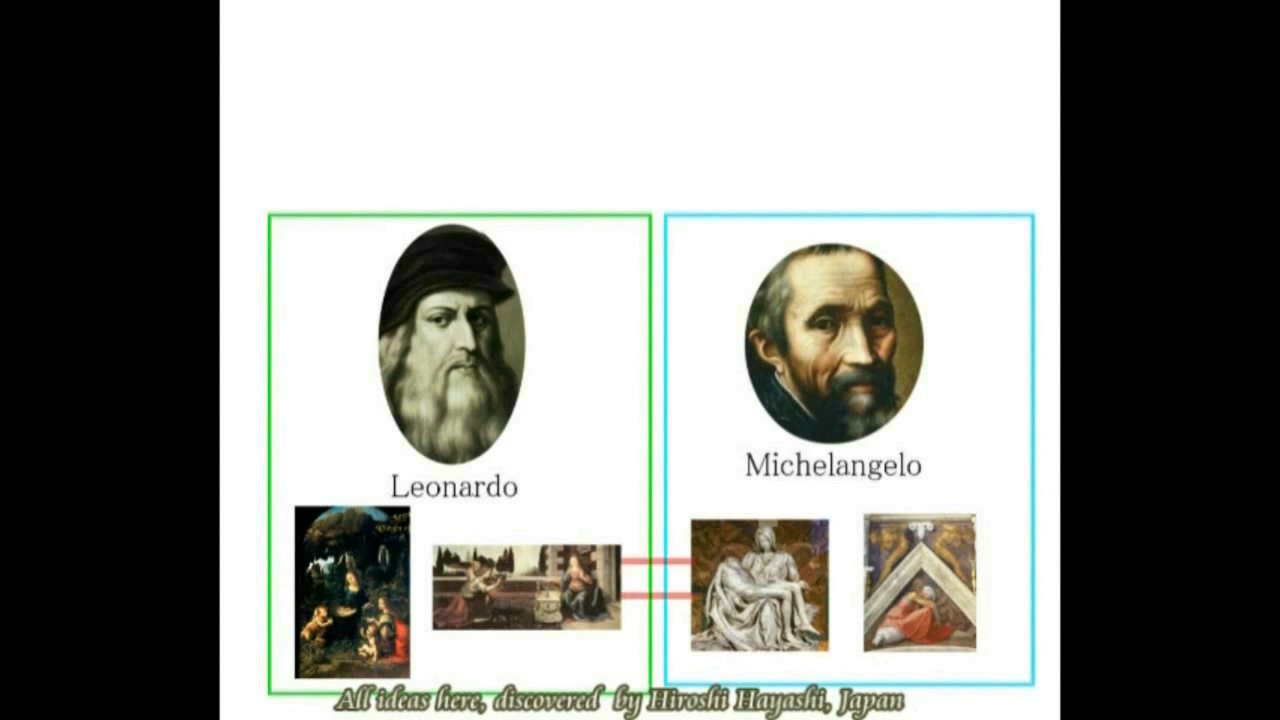 Leonardo
Michelangelo
All ideas here, discovered by Hiroshi Hayashi, Japan